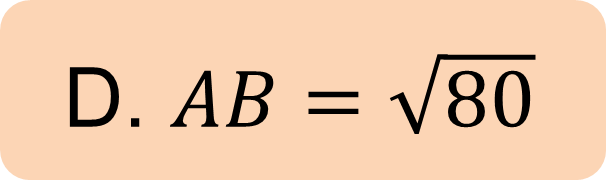 D. AB = √80